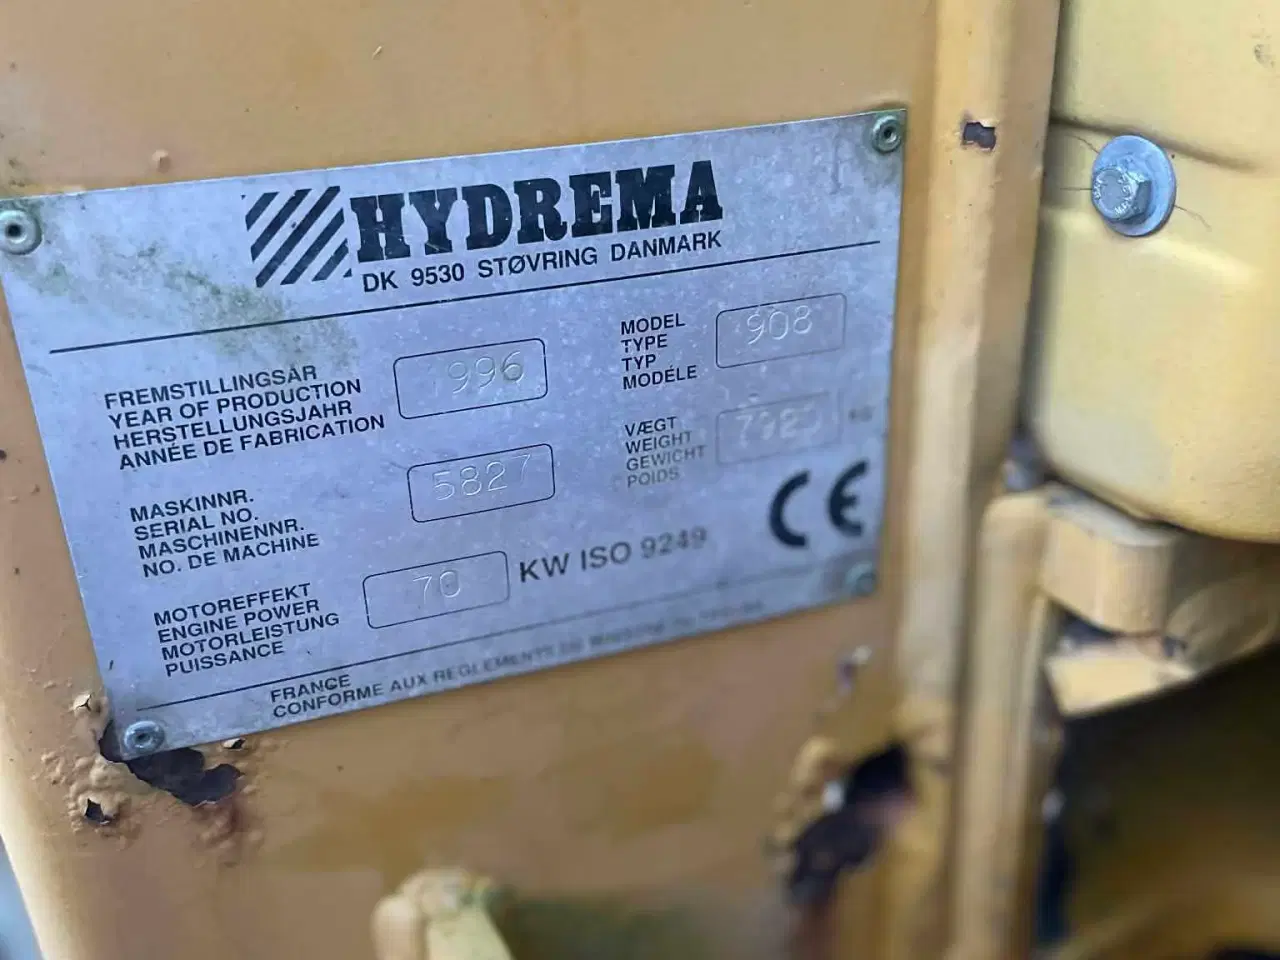 HYDREMA
DK 9530 STØVRING DANMARK
FREMSTILLINGSÅR
YEAR OF PRODUCTION
HERSTELLUNGSJAHR
ANNÉE DE FABRICATION
1996
MODEL
TYPE
TYP
MODÉLE
908
MASKINNR.
SERIAL NO.
MASCHINENNR.
NO. DE MACHINE
5827
VÆGT
WEIGHT
GEWICHT
POIDS
KG
MOTOREFFEKT
ENGINE POWER
MOTORLEISTUNG
PUISSANCE
70
KW ISO 9249
CE
FRANCE
CONFORME AUX REGLEMENTS